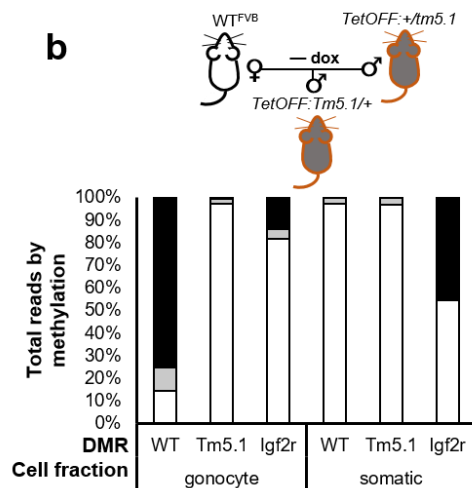 b
WT^FVB
TetOFF:+/tm5.1
— dox
♀ ♂
♂
TetOFF:Tm5.1/+
Total reads by
methylation
100%
90%
80%
70%
60%
50%
40%
30%
20%
10%
0%
DMR WT Tm5.1 Igf2r WT Tm5.1 Igf2r
Cell fraction gonocyte somatic